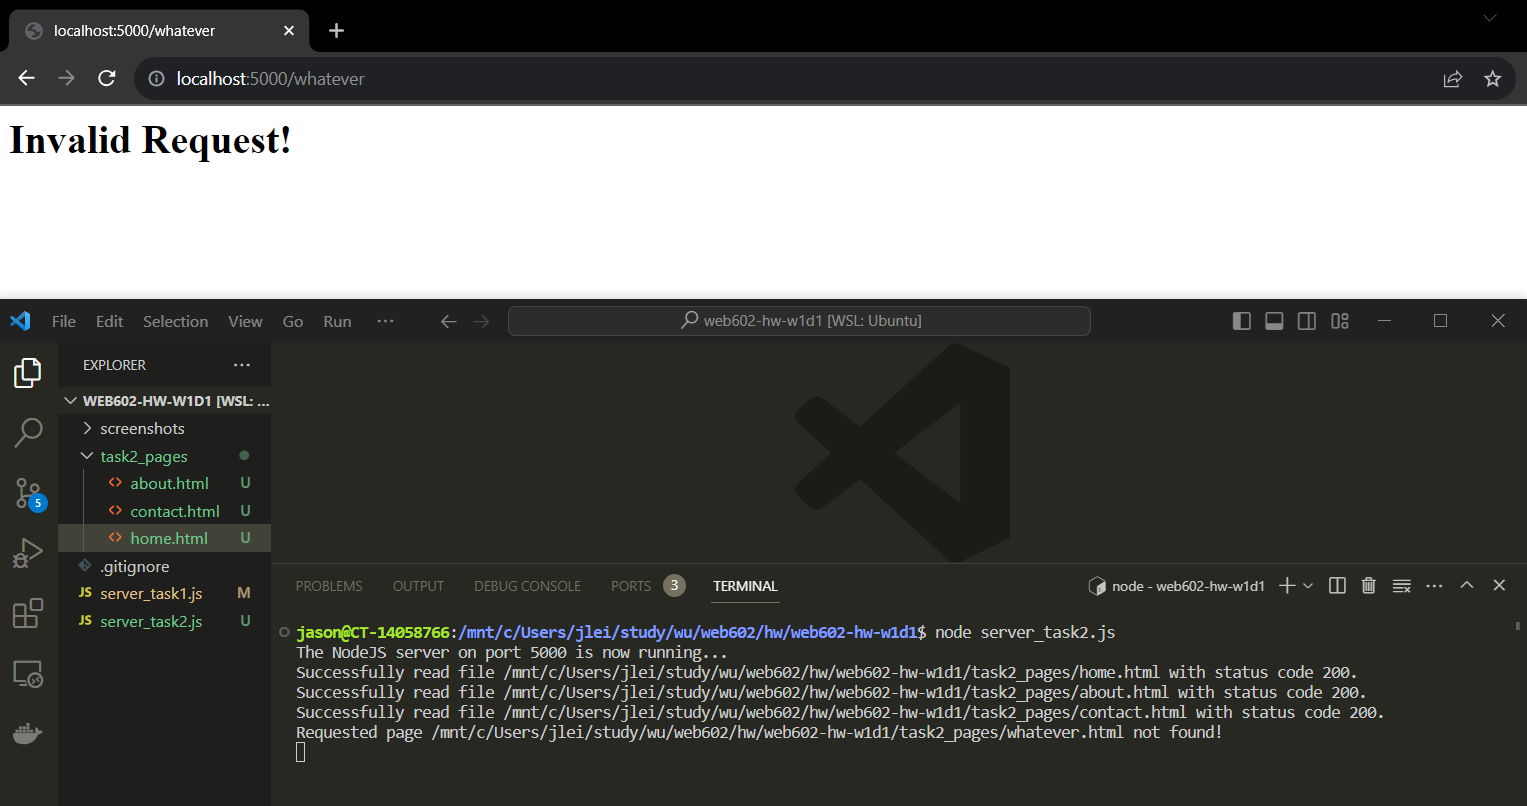 localhost:5000/whatever
localhost:5000/whatever
Invalid Request!
File Edit Selection View Go Run ··· web602-hw-w1d1 [WSL: Ubuntu]
EXPLORER ···
WEB602-HW-W1D1 [WSL: ...
screenshots
task2_pages
about.html U
contact.html U
5
home.html U
.gitignore
JS server_task1.js M
JS server_task2.js U
PROBLEMS OUTPUT DEBUG CONSOLE PORTS 3 TERMINAL node - web602-hw-w1d1
jason@CT-14058766:/mnt/c/Users/jlei/study/wu/web602/hw/web602-hw-w1d1$ node server_task2.js
The NodeJS server on port 5000 is now running...
Successfully read file /mnt/c/Users/jlei/study/wu/web602/hw/web602-hw-w1d1/task2_pages/home.html with status code 200.
Successfully read file /mnt/c/Users/jlei/study/wu/web602/hw/web602-hw-w1d1/task2_pages/about.html with status code 200.
Successfully read file /mnt/c/Users/jlei/study/wu/web602/hw/web602-hw-w1d1/task2_pages/contact.html with status code 200.
Requested page /mnt/c/Users/jlei/study/wu/web602/hw/web602-hw-w1d1/task2_pages/whatever.html not found!